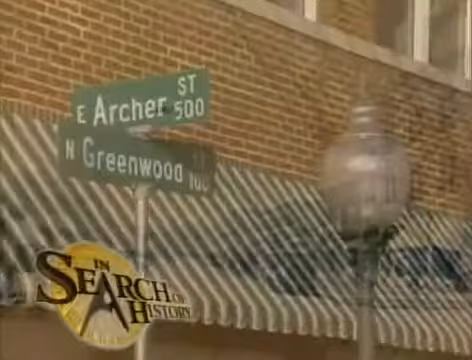 ST
E Archer 500
N Greenwood
100
IN
SEARCH OF
HISTORY